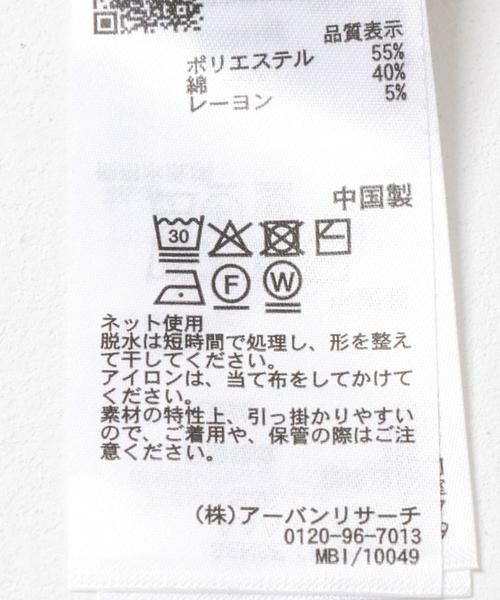 品質表示
ポリエステル 55%
綿 40%
レーヨン 5%
中国製
30
F W
ネット使用
脱水は短時間で処理し、形を整え
て干してください。
アイロンは、当て布をしてかけて
ください。
素材の特性上、引っ掛かりやすい
ので、ご着用や、保管の際はご注
意ください。
(株)アーバンリサーチ
0120-96-7013
MBI/10049